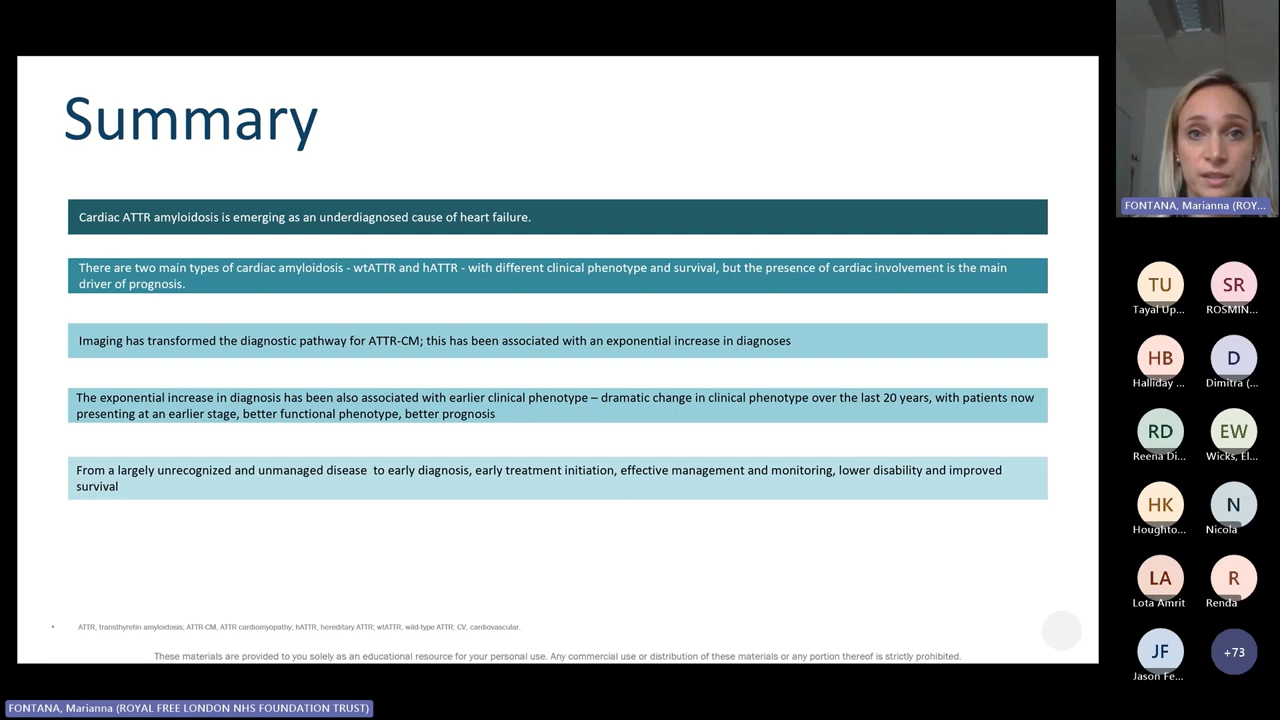 Summary
Cardiac ATTR amyloidosis is emerging as an underdiagnosed cause of heart failure.
There are two main types of cardiac amyloidosis - wtATTR and hATTR - with different clinical phenotype and survival, but the presence of cardiac involvement is the main
driver of prognosis.
Imaging has transformed the diagnostic pathway for ATTR-CM; this has been associated with an exponential increase in diagnoses
The exponential increase in diagnosis has been also associated with earlier clinical phenotype – dramatic change in clinical phenotype over the last 20 years, with patients now
presenting at an earlier stage, better functional phenotype, better prognosis
From a largely unrecognized and unmanaged disease to early diagnosis, early treatment initiation, effective management and monitoring, lower disability and improved
survival
• ATTR, transthyretin amyloidosis; ATTR-CM, ATTR cardiomyopathy; hATTR, hereditary ATTR; wtATTR, wild-type ATTR; CV, cardiovascular.
These materials are provided to you solely as an educational resource for your personal use. Any commercial use or distribution of these materials or any portion thereof is strictly prohibited.
FONTANA, Marianna (ROYAL FREE LONDON NHS FOUNDATION TRUST)
FONTANA, Marianna (ROY...
TU SR
Tayal Up... ROSMIN...
HB D
Halliday ... Dimitra (...
RD EW
Reena Di... Wicks, El...
HK N
Houghto... Nicola
LA R
Lota Amrit Renda
JF +73
Jason Fe...